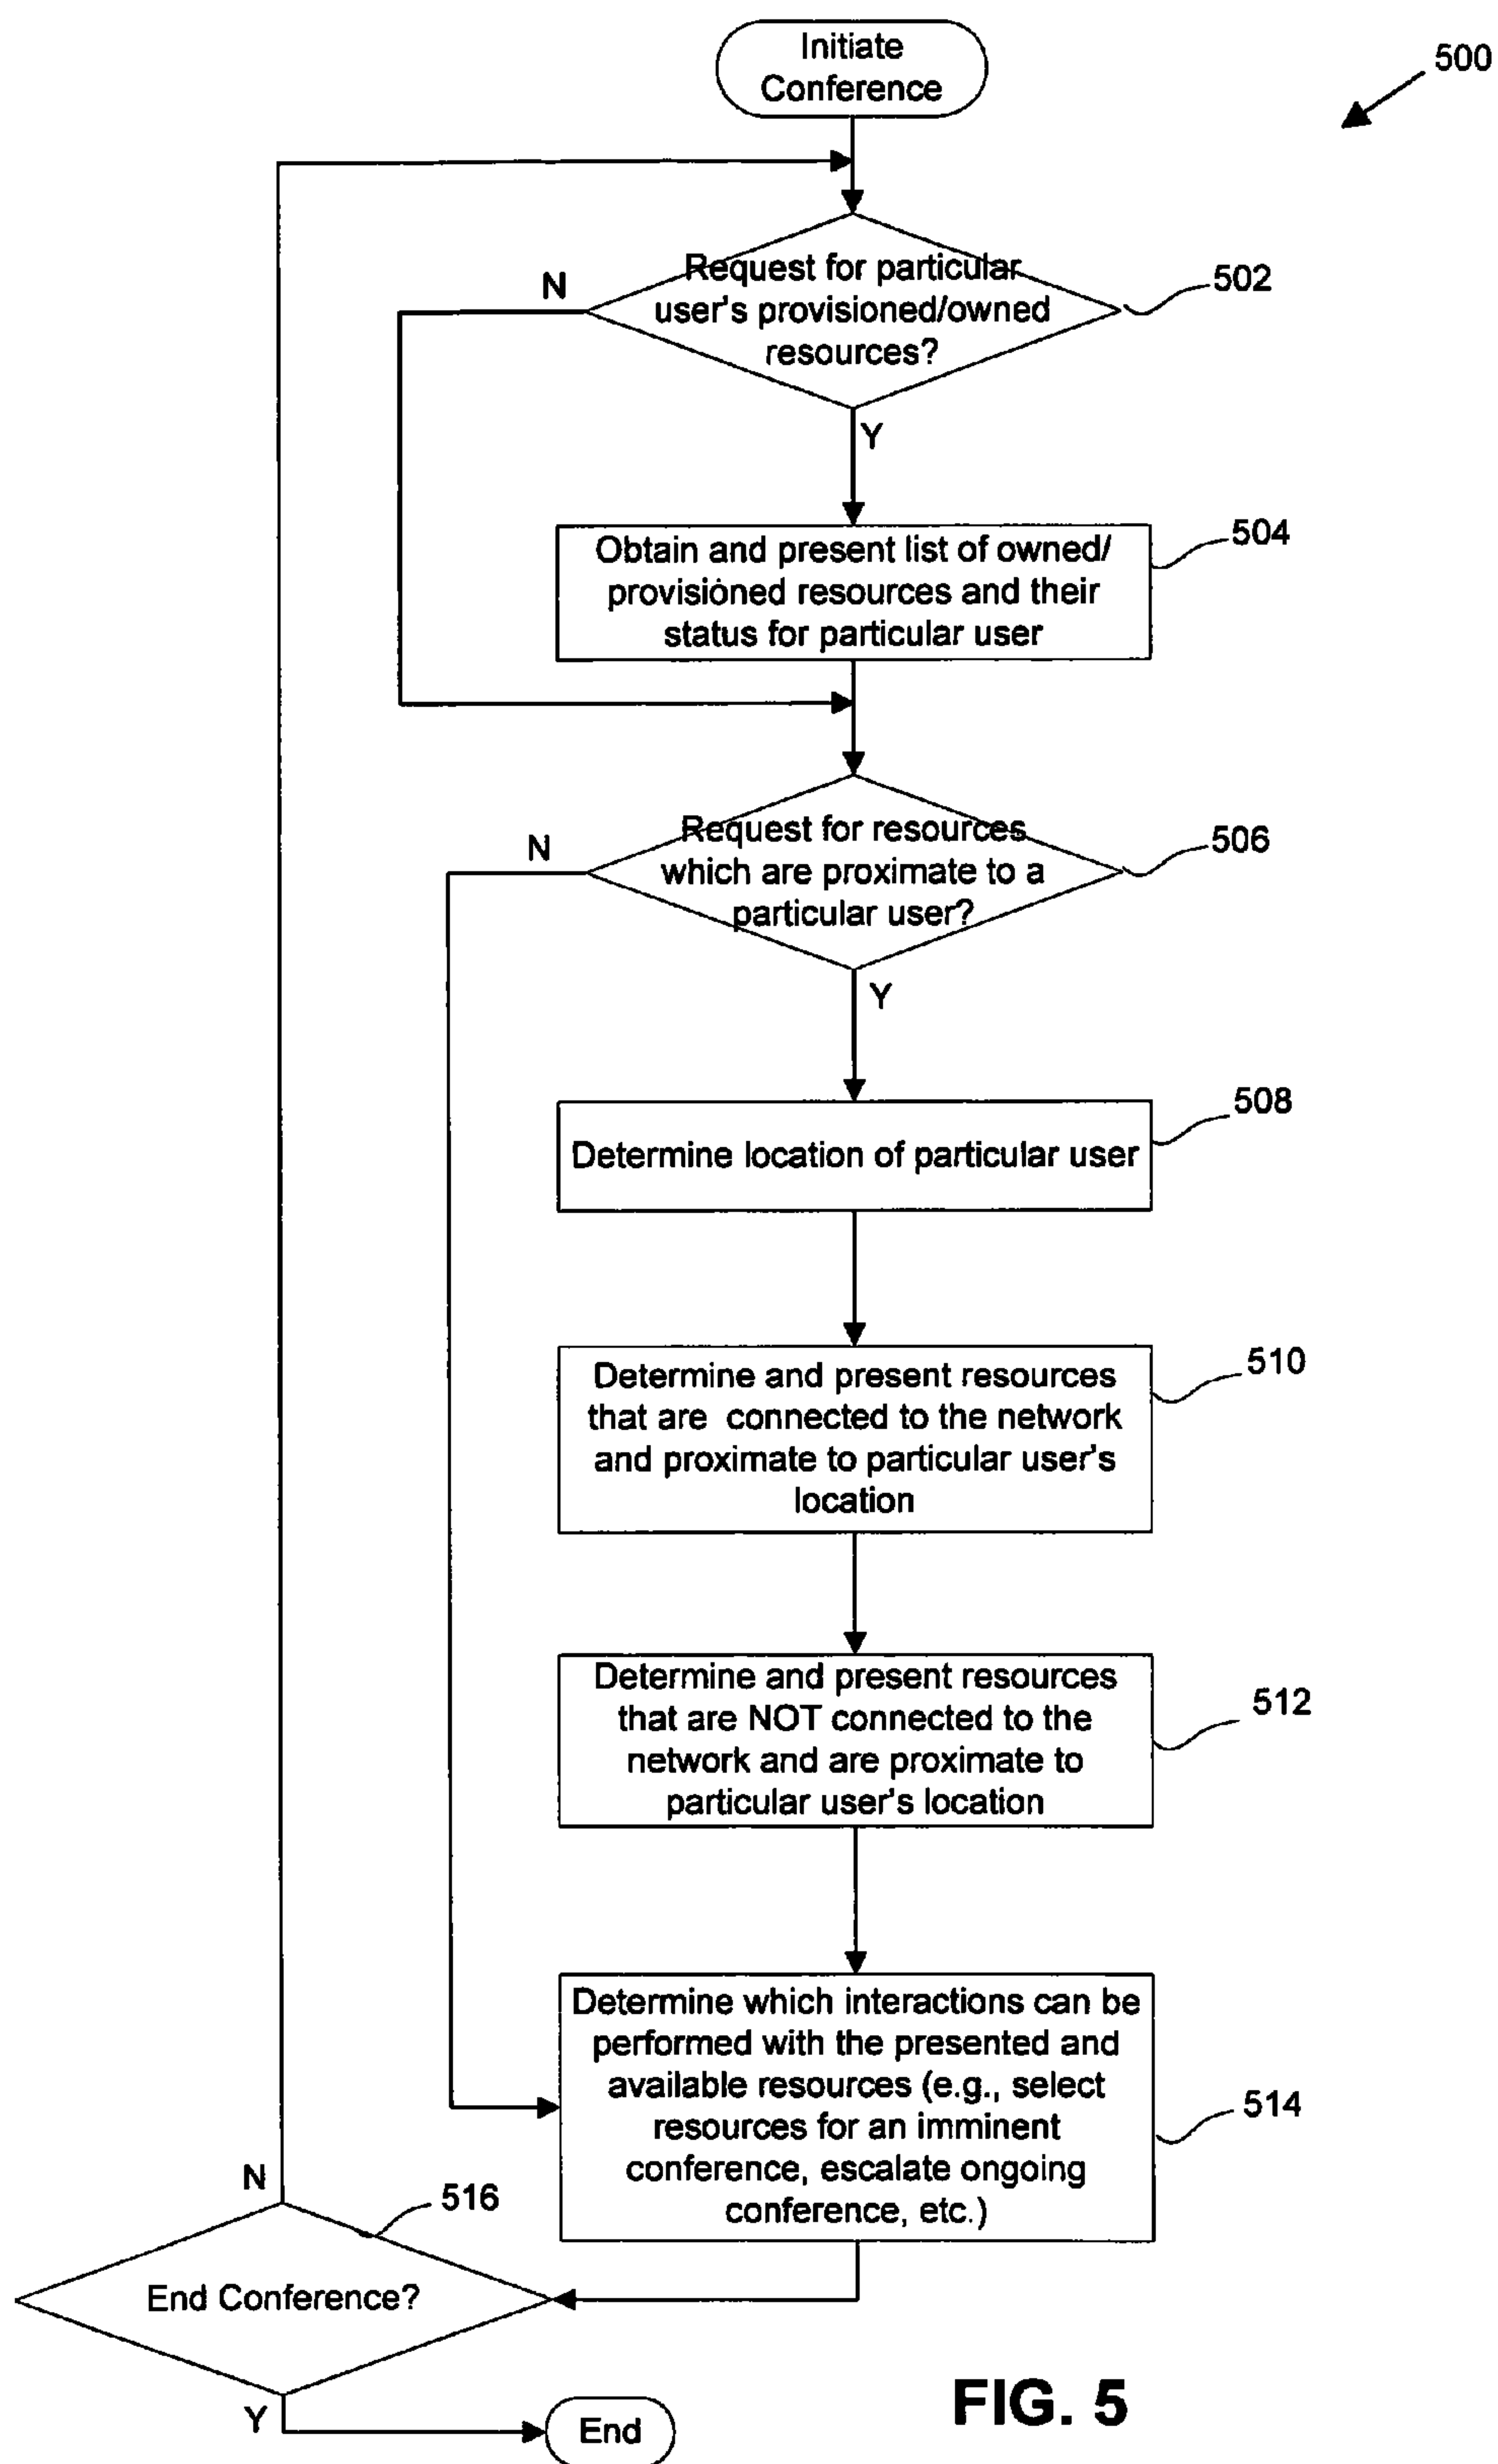 Initiate
Conference
500
Request for particular
user's provisioned/owned
resources?
502
N
Y
Obtain and present list of owned/
provisioned resources and their
status for particular user
504
Request for resources
which are proximate to a
particular user?
506
N
Y
Determine location of particular user
508
Determine and present resources
that are connected to the network
and proximate to particular user's
location
510
Determine and present resources
that are NOT connected to the
network and are proximate to
particular user's location
512
Determine which interactions can be
performed with the presented and
available resources (e.g., select
resources for an imminent
conference, escalate ongoing
conference, etc.)
514
N
516
End Conference?
Y
End
FIG. 5